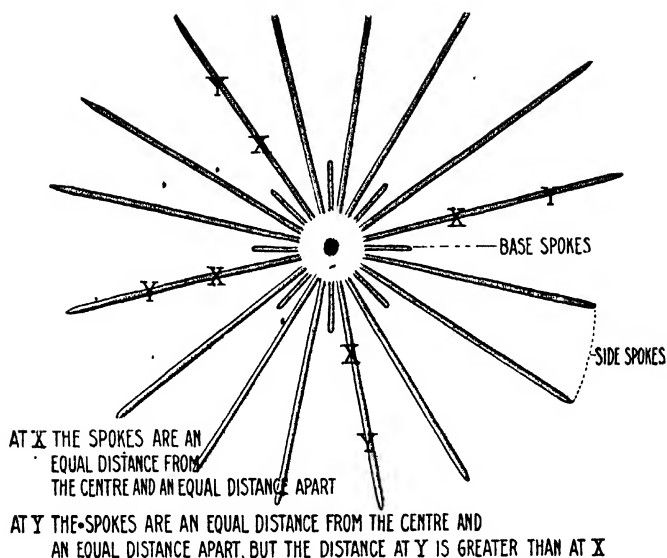 Y
X
X
Y
BASE SPOKES
Y
X
X
SIDE SPOKES
Y
AT X THE SPOKES ARE AN
EQUAL DISTANCE FROM
THE CENTRE AND AN EQUAL DISTANCE APART
AT Y THE SPOKES ARE AN EQUAL DISTANCE FROM THE CENTRE AND
AN EQUAL DISTANCE APART, BUT THE DISTANCE AT Y IS GREATER THAN AT X